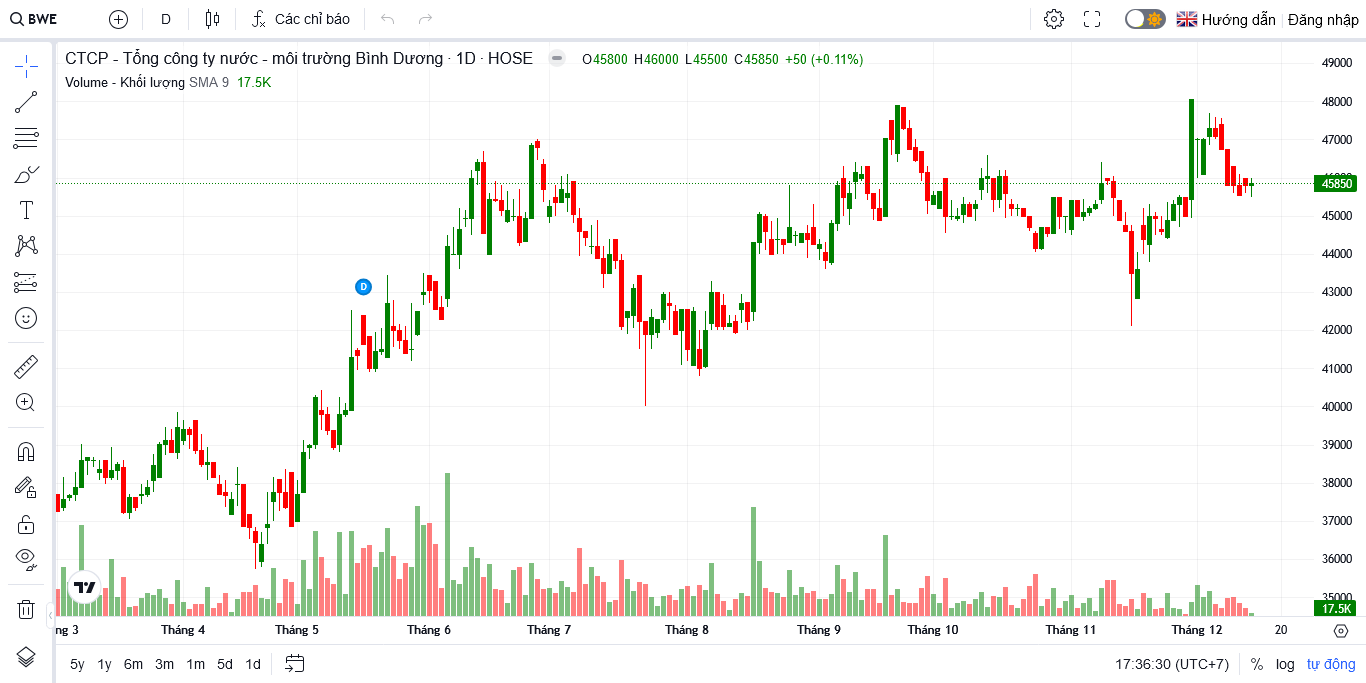 BWE D Các chỉ báo Hướng dẫn Đăng nhập
CTCP - Tổng công ty nước - môi trường Bình Dương · 1D · HOSE O45800 H46000 L45500 C45850 +50 (+0.11%)
Volume - Khối lượng SMA 9 17.5K
49000
48000
47000
45850
45000
44000
D
43000
42000
41000
40000
39000
38000
37000
36000
35000
17.5K
ng 3 Tháng 4 Tháng 5 Tháng 6 Tháng 7 Tháng 8 Tháng 9 Tháng 10 Tháng 11 Tháng 12 20
5y 1y 6m 3m 1m 5d 1d 17:36:30 (UTC+7) % log tự động